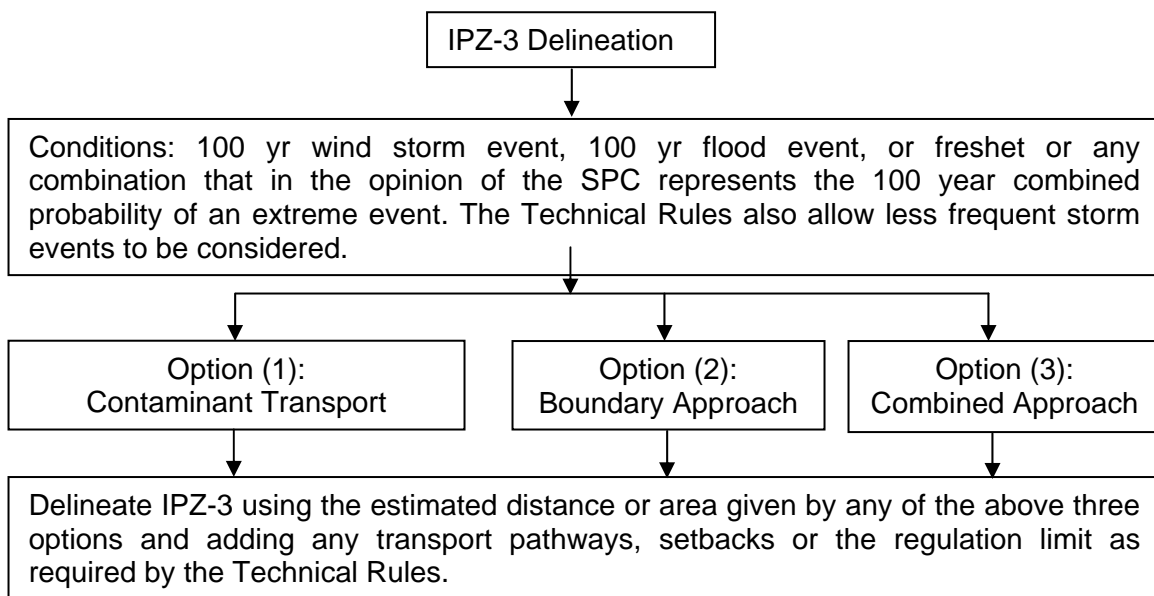 IPZ-3 Delineation
Conditions: 100 yr wind storm event, 100 yr flood event, or freshet or any
combination that in the opinion of the SPC represents the 100 year combined
probability of an extreme event. The Technical Rules also allow less frequent storm
events to be considered.
Option (1):
Contaminant Transport
Option (2):
Boundary Approach
Option (3):
Combined Approach
Delineate IPZ-3 using the estimated distance or area given by any of the above three
options and adding any transport pathways, setbacks or the regulation limit as
required by the Technical Rules.